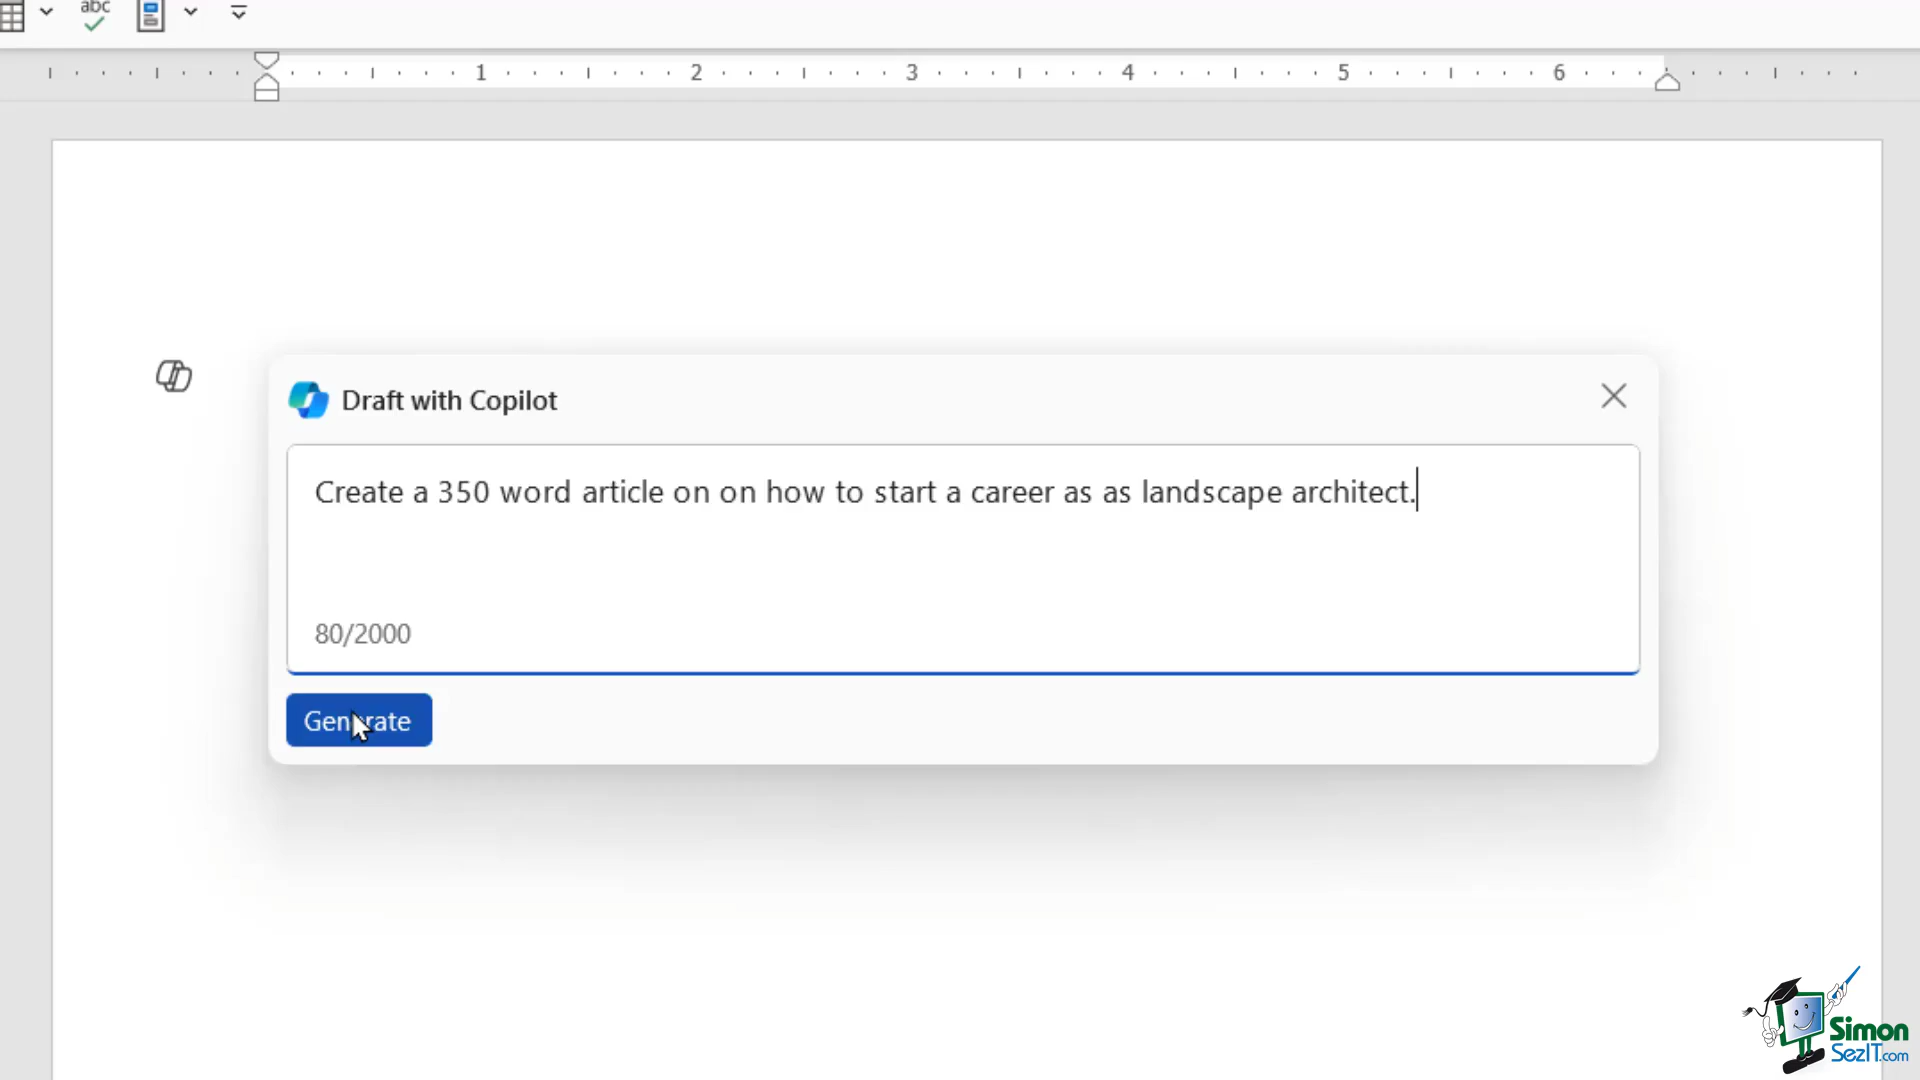 abc
1 2 3 4 5 6
Draft with Copilot
Create a 350 word article on on how to start a career as as landscape architect.
80/2000
Generate
Simon
SezIT.com